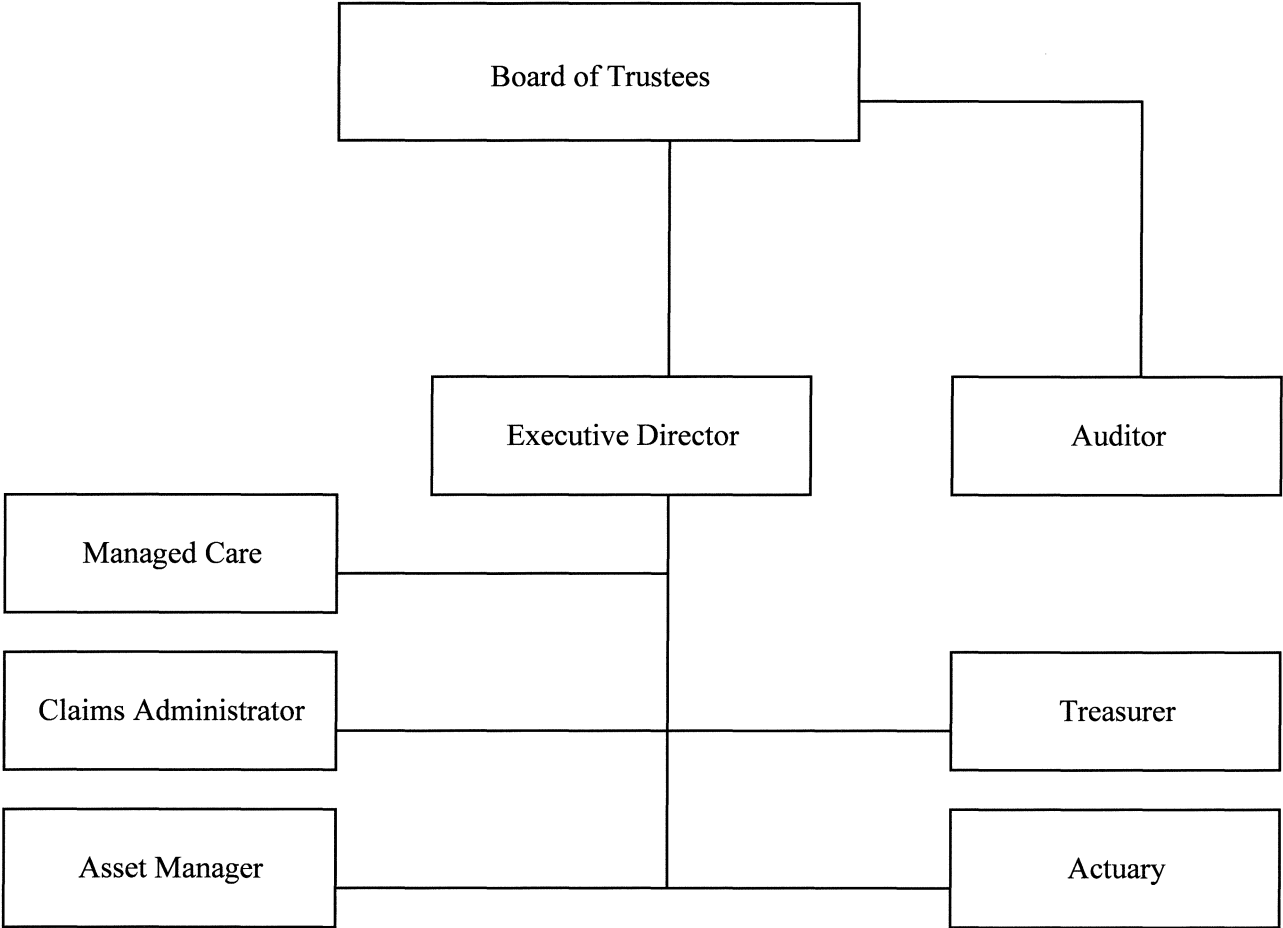 Board of Trustees
Executive Director
Auditor
Managed Care
Claims Administrator
Treasurer
Asset Manager
Actuary